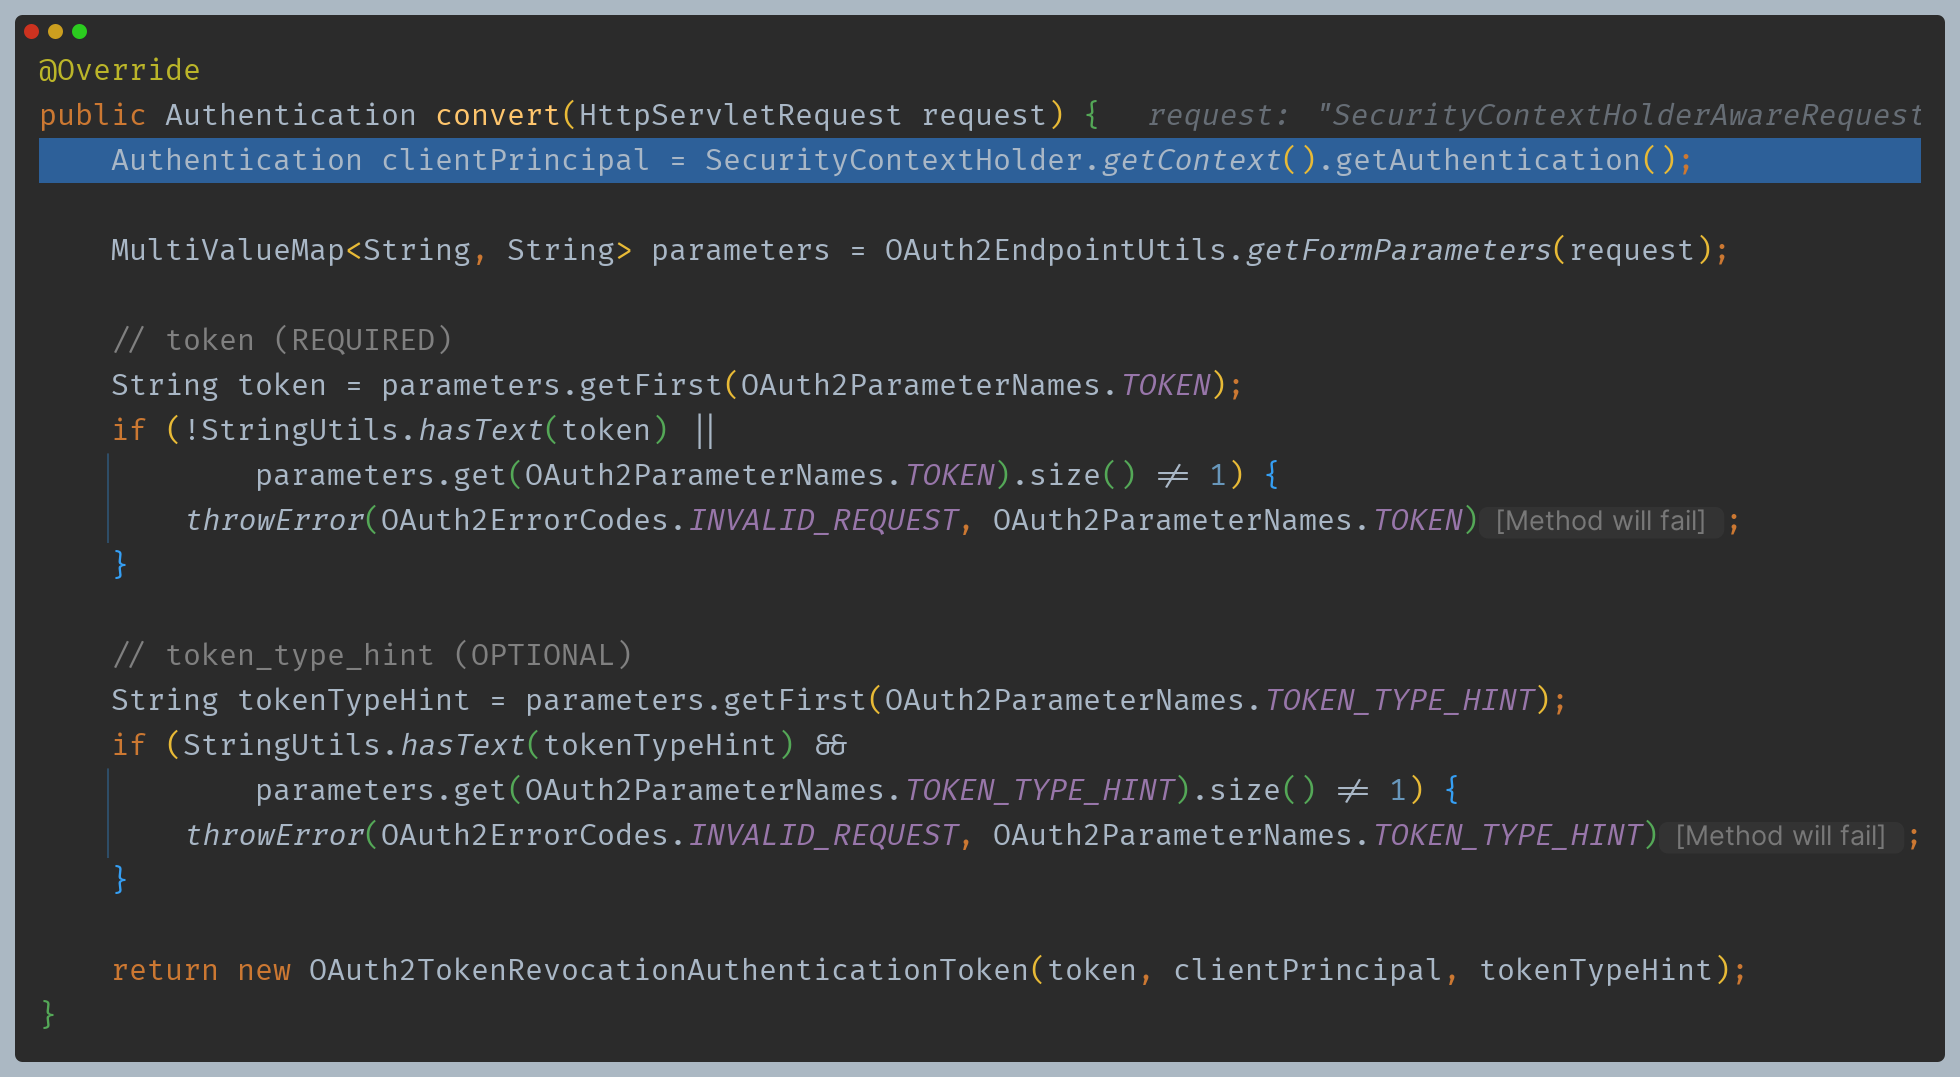 @Override
public Authentication convert(HttpServletRequest request) {   request: "SecurityContextHolderAwareRequest
    Authentication clientPrincipal = SecurityContextHolder.getContext().getAuthentication();

    MultiValueMap<String, String> parameters = OAuth2EndpointUtils.getFormParameters(request);

    // token (REQUIRED)
    String token = parameters.getFirst(OAuth2ParameterNames.TOKEN);
    if (!StringUtils.hasText(token) ||
            parameters.get(OAuth2ParameterNames.TOKEN).size() != 1) {
        throwError(OAuth2ErrorCodes.INVALID_REQUEST, OAuth2ParameterNames.TOKEN) [Method will fail] ;
    }

    // token_type_hint (OPTIONAL)
    String tokenTypeHint = parameters.getFirst(OAuth2ParameterNames.TOKEN_TYPE_HINT);
    if (StringUtils.hasText(tokenTypeHint) &&
            parameters.get(OAuth2ParameterNames.TOKEN_TYPE_HINT).size() != 1) {
        throwError(OAuth2ErrorCodes.INVALID_REQUEST, OAuth2ParameterNames.TOKEN_TYPE_HINT) [Method will fail] ;
    }

    return new OAuth2TokenRevocationAuthenticationToken(token, clientPrincipal, tokenTypeHint);
}